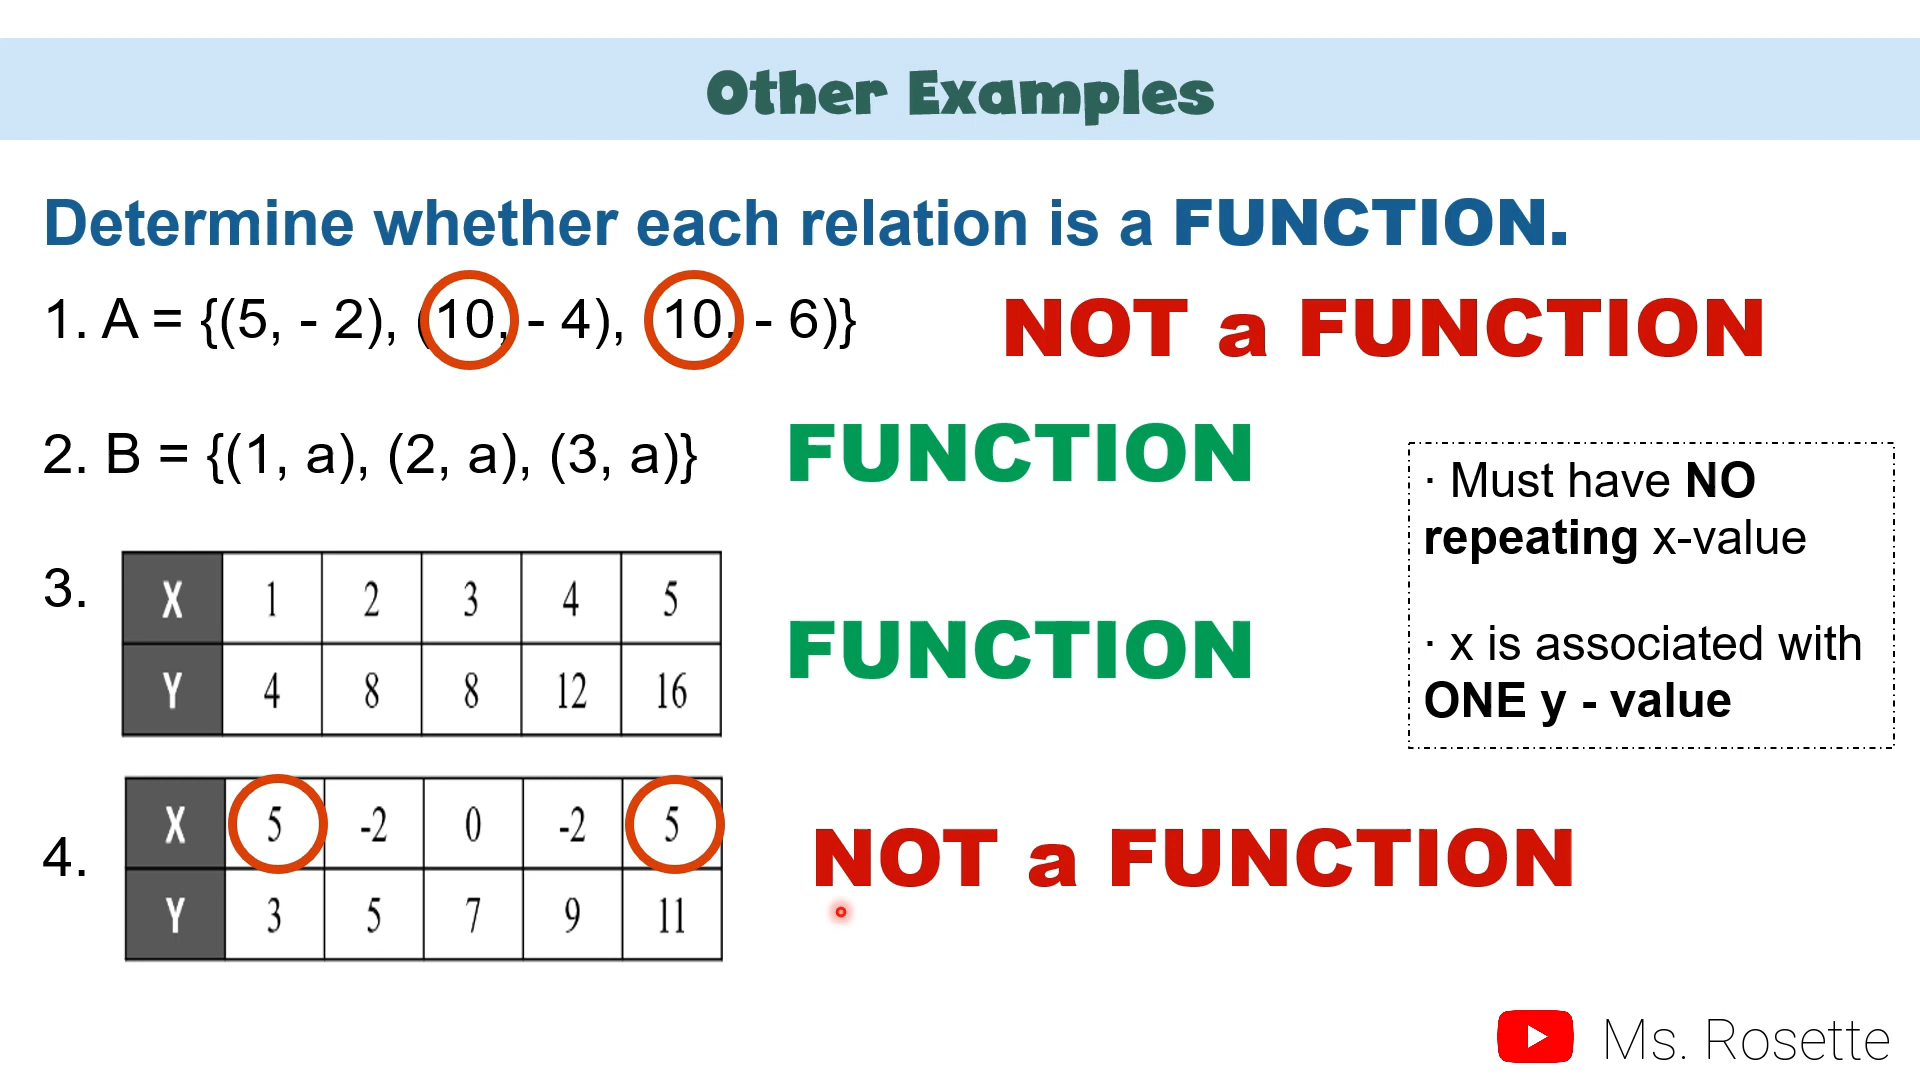 Other Examples
Determine whether each relation is a FUNCTION.
1. A = {(5, - 2), (10, - 4), 10, - 6)}
NOT a FUNCTION
2. B = {(1, a), (2, a), (3, a)}
FUNCTION
3.
X 1 2 3 4 5
Y 4 8 8 12 16
FUNCTION
· Must have NO
repeating x-value
· x is associated with
ONE y - value
4.
X 5 -2 0 -2 5
Y 3 5 7 9 11
NOT a FUNCTION
Ms. Rosette